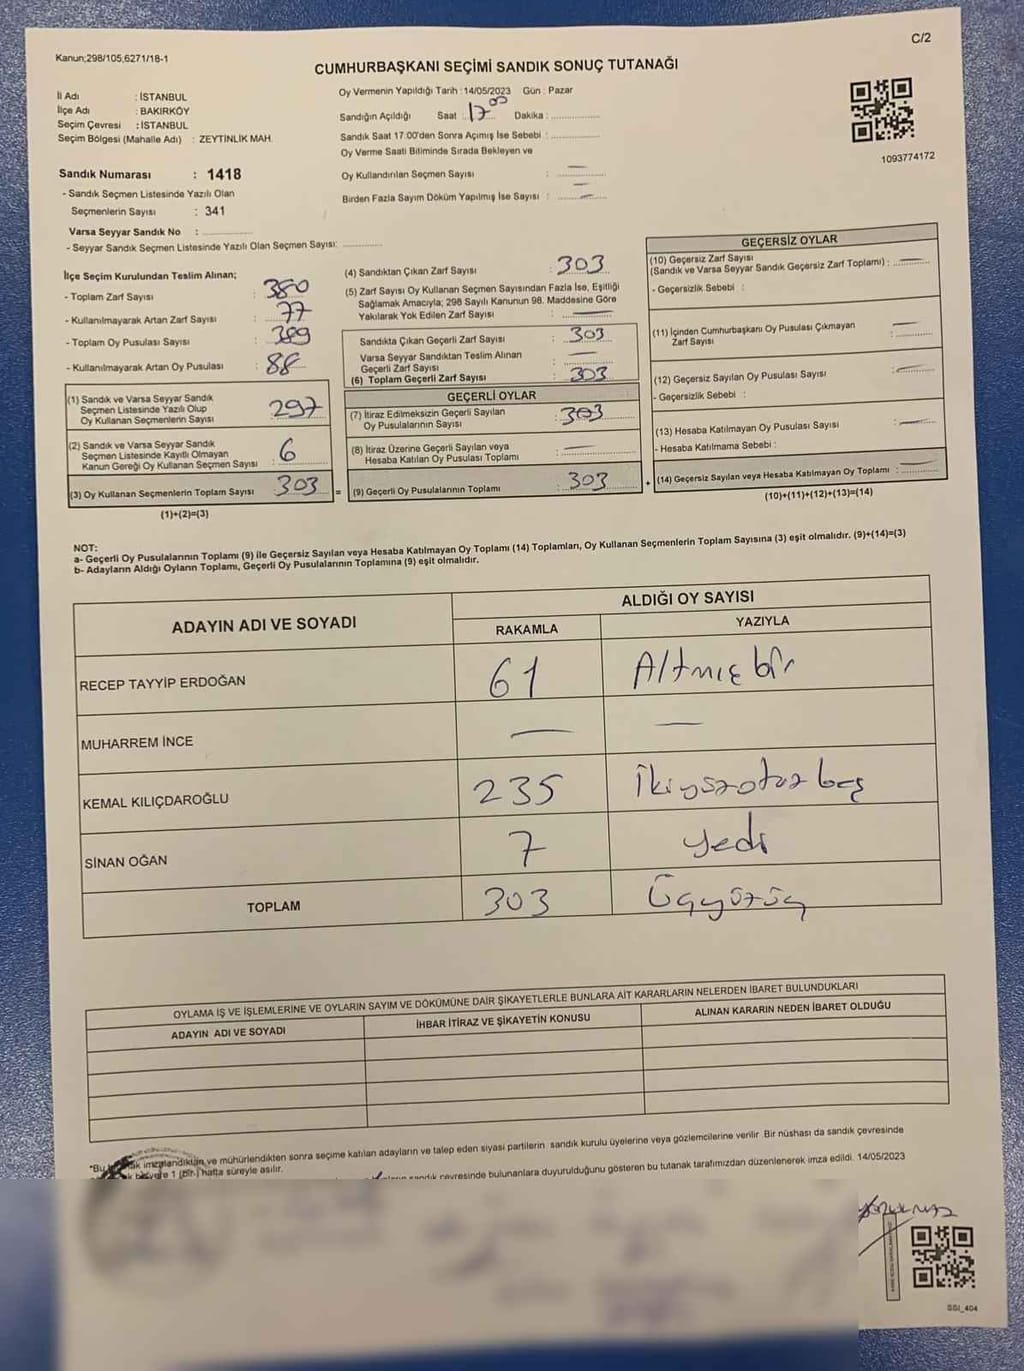 Kanun;298/105;6271/18-1
C/2
CUMHURBAŞKANI SEÇİMİ SANDIK SONUÇ TUTANAĞI
İl Adı : İSTANBUL
İlçe Adı : BAKIRKÖY
Seçim Çevresi : İSTANBUL
Seçim Bölgesi (Mahalle Adı) : ZEYTİNLİK MAH.
Oy Vermenin Yapıldığı Tarih :14/05/2023 Gün : Pazar
Sandığın Açıldığı Saat : 17 00 Dakika :
Sandık Saat 17:00'den Sonra Açımış İse Sebebi :
Oy Verme Saati Bitiminde Sırada Bekleyen ve
Oy Kullandırılan Seçmen Sayısı : —
Birden Fazla Sayım Döküm Yapılmış İse Sayısı : —
1093774172
Sandık Numarası : 1418
- Sandık Seçmen Listesinde Yazılı Olan
Seçmenlerin Sayısı : 341
Varsa Seyyar Sandık No :
- Seyyar Sandık Seçmen Listesinde Yazılı Olan Seçmen Sayısı:
İlçe Seçim Kurulundan Teslim Alınan;
- Toplam Zarf Sayısı : 380
- Kullanılmayarak Artan Zarf Sayısı : 77
- Toplam Oy Pusulası Sayısı : 389
- Kullanılmayarak Artan Oy Pusulası : 88
(1) Sandık ve Varsa Seyyar Sandık
Seçmen Listesinde Yazılı Olup
Oy Kullanan Seçmenlerin Sayısı : 297
(2) Sandık ve Varsa Seyyar Sandık
Seçmen Listesinde Kayıtlı Olmayan
Kanun Gereği Oy Kullanan Seçmen Sayısı : 6
(3) Oy Kullanan Seçmenlerin Toplam Sayısı : 303
(1)+(2)=(3)
=
(4) Sandıktan Çıkan Zarf Sayısı : 303
(5) Zarf Sayısı Oy Kullanan Seçmen Sayısından Fazla İse, Eşitliği
Sağlamak Amacıyla; 298 Sayılı Kanunun 98. Maddesine Göre
Yakılarak Yok Edilen Zarf Sayısı : —
Sandıkta Çıkan Geçerli Zarf Sayısı : 303
Varsa Seyyar Sandıktan Teslim Alınan
Geçerli Zarf Sayısı : —
(6) Toplam Geçerli Zarf Sayısı : 303
GEÇERLİ OYLAR
(7) İtiraz Edilmeksizin Geçerli Sayılan
Oy Pusulalarının Sayısı : 303
(8) İtiraz Üzerine Geçerli Sayılan veya
Hesaba Katılan Oy Pusulası Toplamı : —
(9) Geçerli Oy Pusulalarının Toplamı : 303
+
GEÇERSİZ OYLAR
(10) Geçersiz Zarf Sayısı
(Sandık ve Varsa Seyyar Sandık Geçersiz Zarf Toplamı) : —
- Geçersizlik Sebebi :
(11) İçinden Cumhurbaşkanı Oy Pusulası Çıkmayan
Zarf Sayısı : —
(12) Geçersiz Sayılan Oy Pusulası Sayısı : —
- Geçersizlik Sebebi :
(13) Hesaba Katılmayan Oy Pusulası Sayısı : —
- Hesaba Katılmama Sebebi :
(14) Geçersiz Sayılan veya Hesaba Katılmayan Oy Toplamı : —
(10)+(11)+(12)+(13)=(14)
NOT:
a- Geçerli Oy Pusulalarının Toplamı (9) ile Geçersiz Sayılan veya Hesaba Katılmayan Oy Toplamı (14) Toplamları, Oy Kullanan Seçmenlerin Toplam Sayısına (3) eşit olmalıdır. (9)+(14)=(3)
b- Adayların Aldığı Oyların Toplamı, Geçerli Oy Pusulalarının Toplamına (9) eşit olmalıdır.
ADAYIN ADI VE SOYADI
ALDIĞI OY SAYISI
RAKAMLA YAZIYLA
RECEP TAYYİP ERDOĞAN 61 Altmış bir
MUHARREM İNCE — —
KEMAL KILIÇDAROĞLU 235 İkiyüzotuz beş
SİNAN OĞAN 7 yedi
TOPLAM 303 Üçyüzüç
OYLAMA İŞ VE İŞLEMLERİNE VE OYLARIN SAYIM VE DÖKÜMÜNE DAİR ŞİKAYETLERLE BUNLARA AİT KARARLARIN NELERDEN İBARET BULUNDUKLARI
ADAYIN ADI VE SOYADI İHBAR İTİRAZ VE ŞİKAYETİN KONUSU ALINAN KARARIN NEDEN İBARET OLDUĞU
*Bu imzalandıktan ve mühürlendikten sonra seçime katılan adayların ve talep eden siyasi partilerin sandık kurulu üyelerine veya gözlemcilerine verilir. Bir nüshası da sandık çevresinde
1 (bir) hafta süreyle asılır.
sandık çevresinde bulunanlara duyurulduğunu gösteren bu tutanak tarafımızdan düzenlenerek imza edildi. 14/05/2023
SSI_404